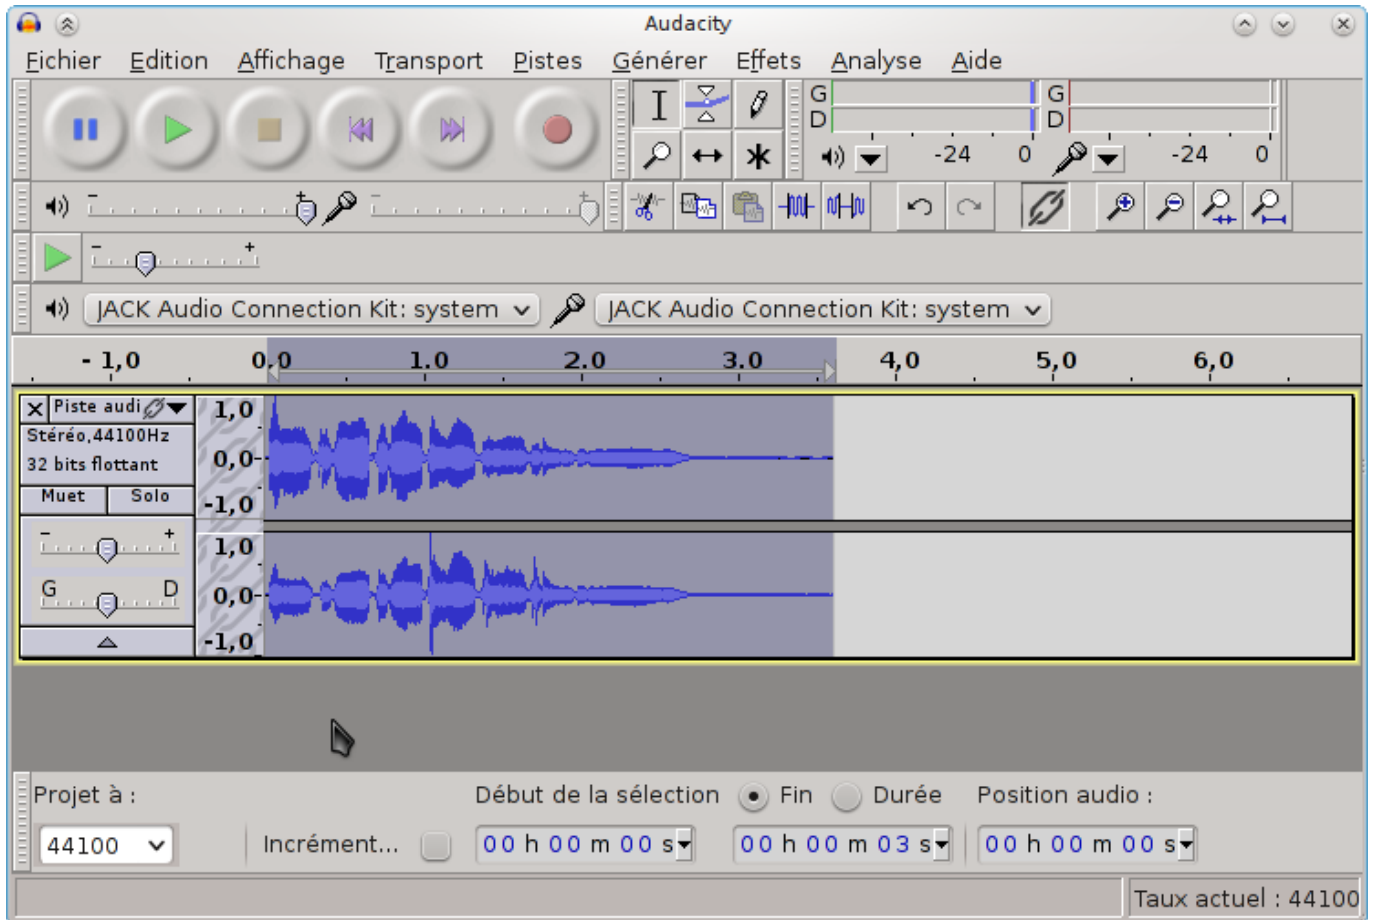 Audacity
Fichier Edition Affichage Transport Pistes Générer Effets Analyse Aide
G G
D D
-24 0 -24 0
- + - +
- +
JACK Audio Connection Kit: system JACK Audio Connection Kit: system
- 1,0 0,0 1.0 2.0 3.0 4,0 5,0 6,0
Piste audi 1,0
Stéréo,44100Hz
32 bits flottant 0,0-
Muet Solo -1,0
- + 1,0
G D 0,0-
-1,0
Projet à : Début de la sélection Fin Durée Position audio :
44100 Incrément... 00 h 00 m 00 s 00 h 00 m 03 s 00 h 00 m 00 s
Taux actuel : 44100